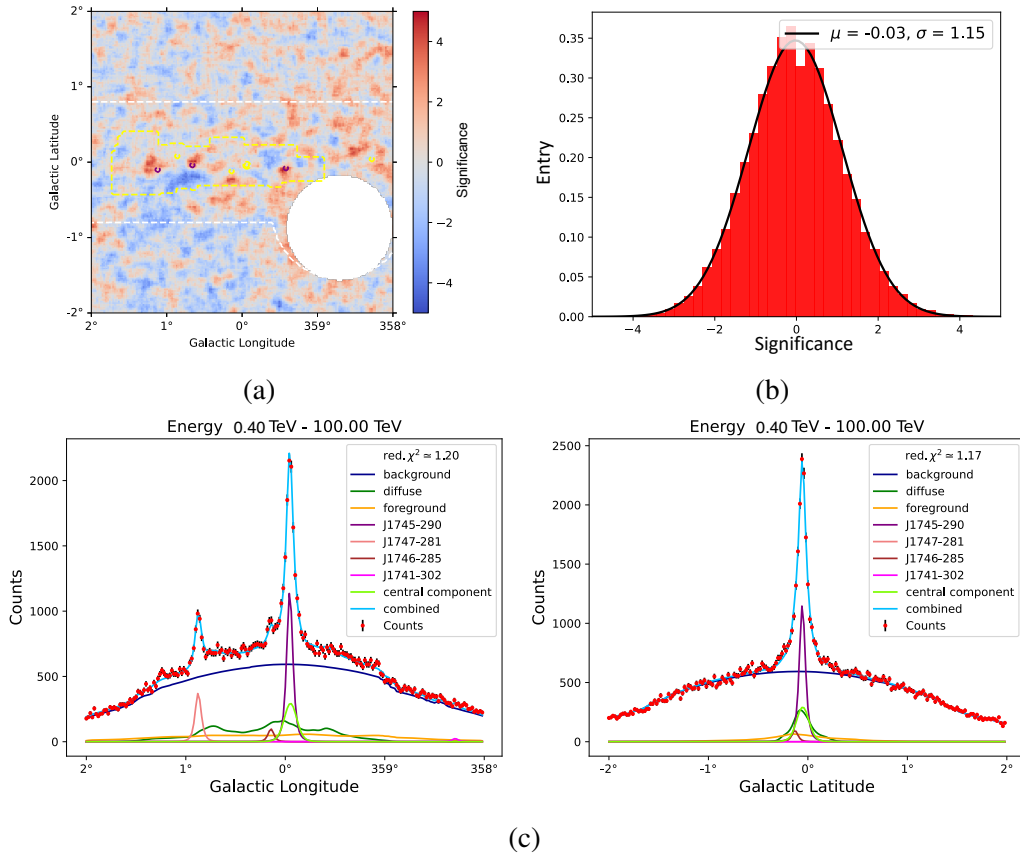 2°
1°
0°
-1°
-2°
Galactic Latitude
2°
1°
0°
359°
358°
Galactic Longitude
4
2
0
−2
−4
Significance
(a)
0.35
0.30
0.25
0.20
0.15
0.10
0.05
0.00
Entry
μ = -0.03, σ = 1.15
−4
−2
0
2
4
Significance
(b)
Energy 0.40 TeV - 100.00 TeV
2000
1500
1000
500
0
Counts
red. χ² ≃ 1.20
background
diffuse
foreground
J1745-290
J1747-281
J1746-285
J1741-302
central component
combined
Counts
2°
1°
0°
359°
358°
Galactic Longitude
Energy 0.40 TeV - 100.00 TeV
2500
2000
1500
1000
500
0
Counts
red. χ² ≃ 1.17
background
diffuse
foreground
J1745-290
J1747-281
J1746-285
J1741-302
central component
combined
Counts
-2°
-1°
0°
1°
2°
Galactic Latitude
(c)